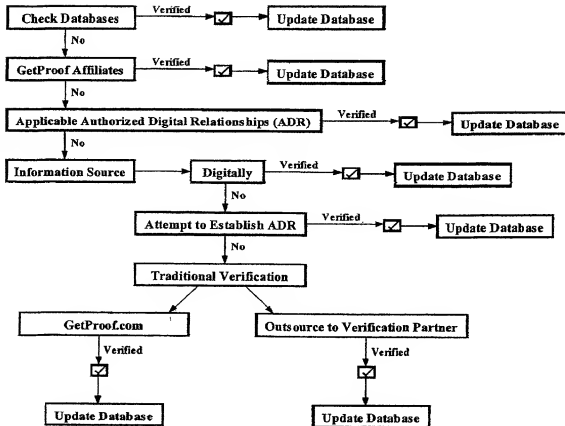 Check Databases
Verified
Update Database
No
GetProof Affiliates
Verified
Update Database
No
Applicable Authorized Digital Relationships (ADR)
Verified
Update Database
No
Information Source
Digitally
Verified
Update Database
No
Attempt to Establish ADR
Verified
Update Database
No
Traditional Verification
GetProof.com
Outsource to Verification Partner
Verified
Verified
Update Database
Update Database